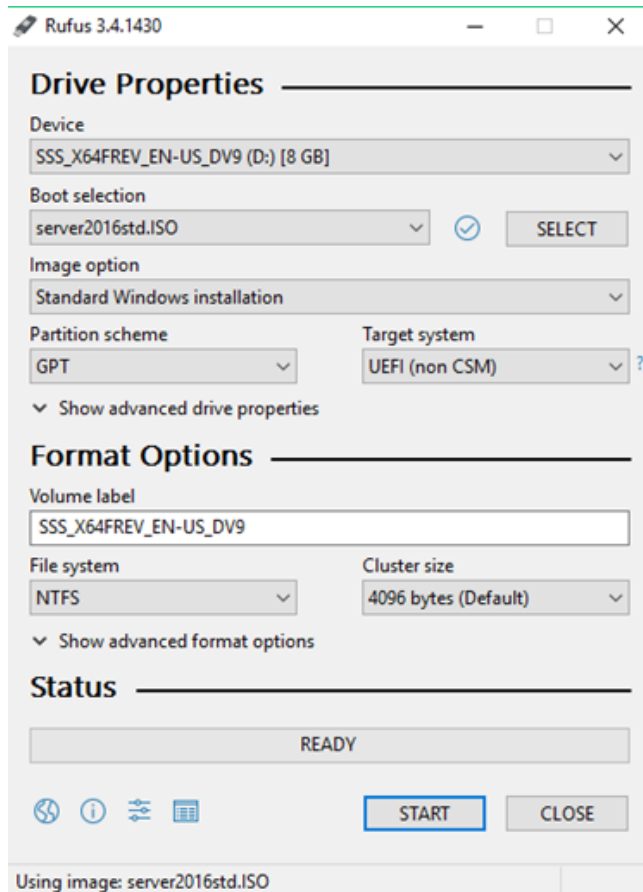 Rufus 3.4.1430
Drive Properties
Device
SSS_X64FREV_EN-US_DV9 (D:) [8 GB]
Boot selection
server2016std.ISO
SELECT
Image option
Standard Windows installation
Partition scheme
Target system
GPT
UEFI (non CSM)
?
Show advanced drive properties
Format Options
Volume label
SSS_X64FREV_EN-US_DV9
File system
Cluster size
NTFS
4096 bytes (Default)
Show advanced format options
Status
READY
START
CLOSE
Using image: server2016std.ISO